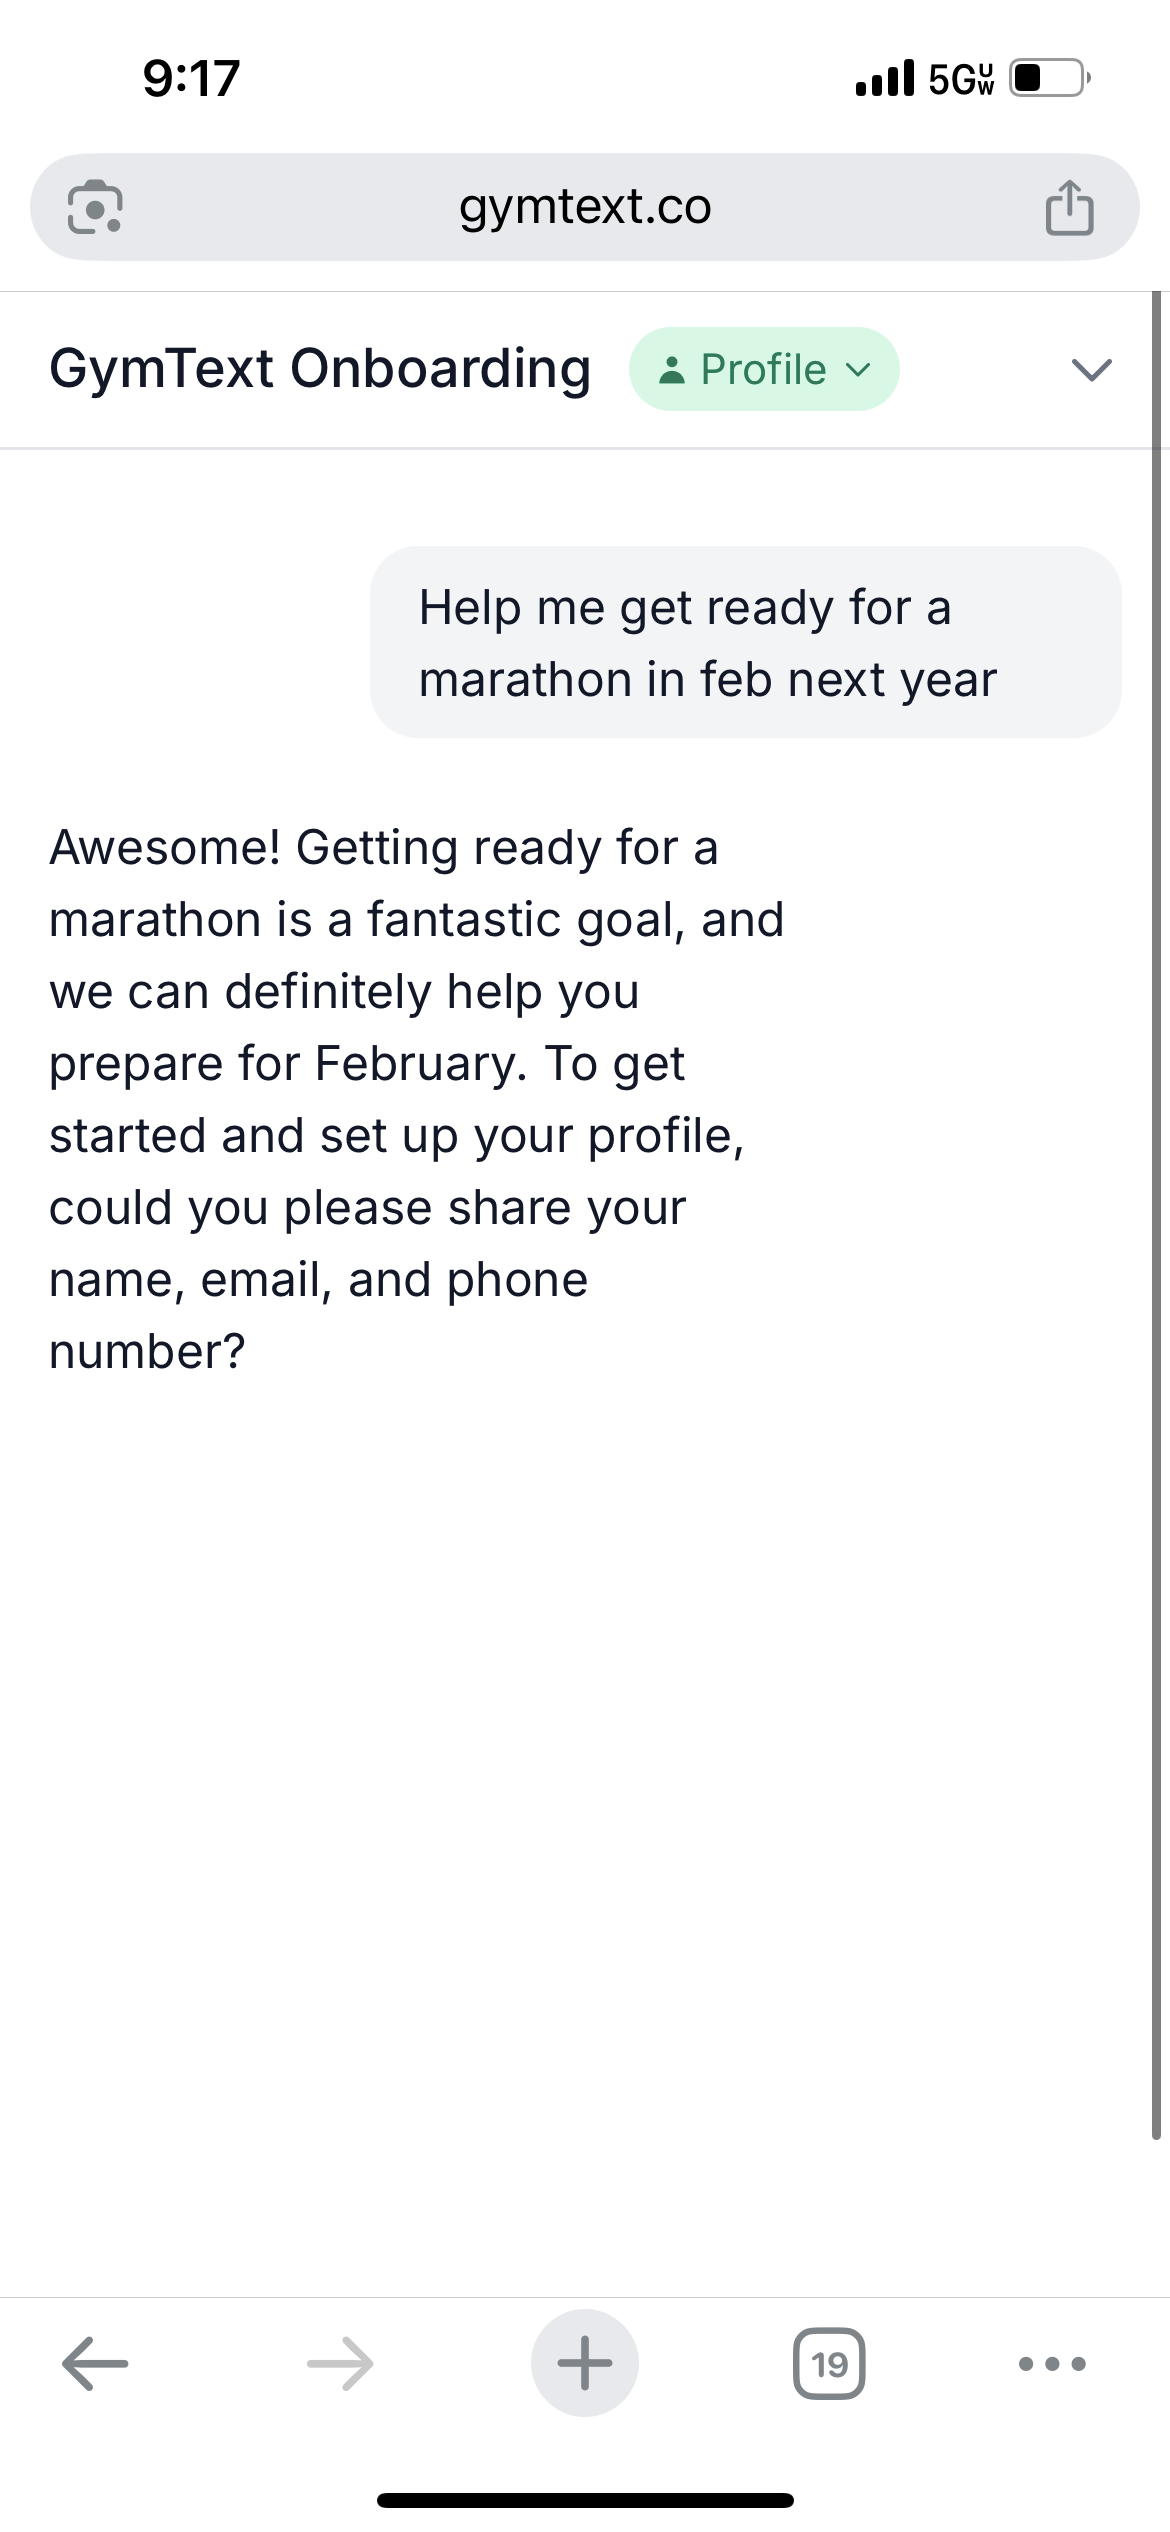 9:17
5GUW
gymtext.co
GymText Onboarding
Profile
Help me get ready for a
marathon in feb next year
Awesome! Getting ready for a
marathon is a fantastic goal, and
we can definitely help you
prepare for February. To get
started and set up your profile,
could you please share your
name, email, and phone
number?
19